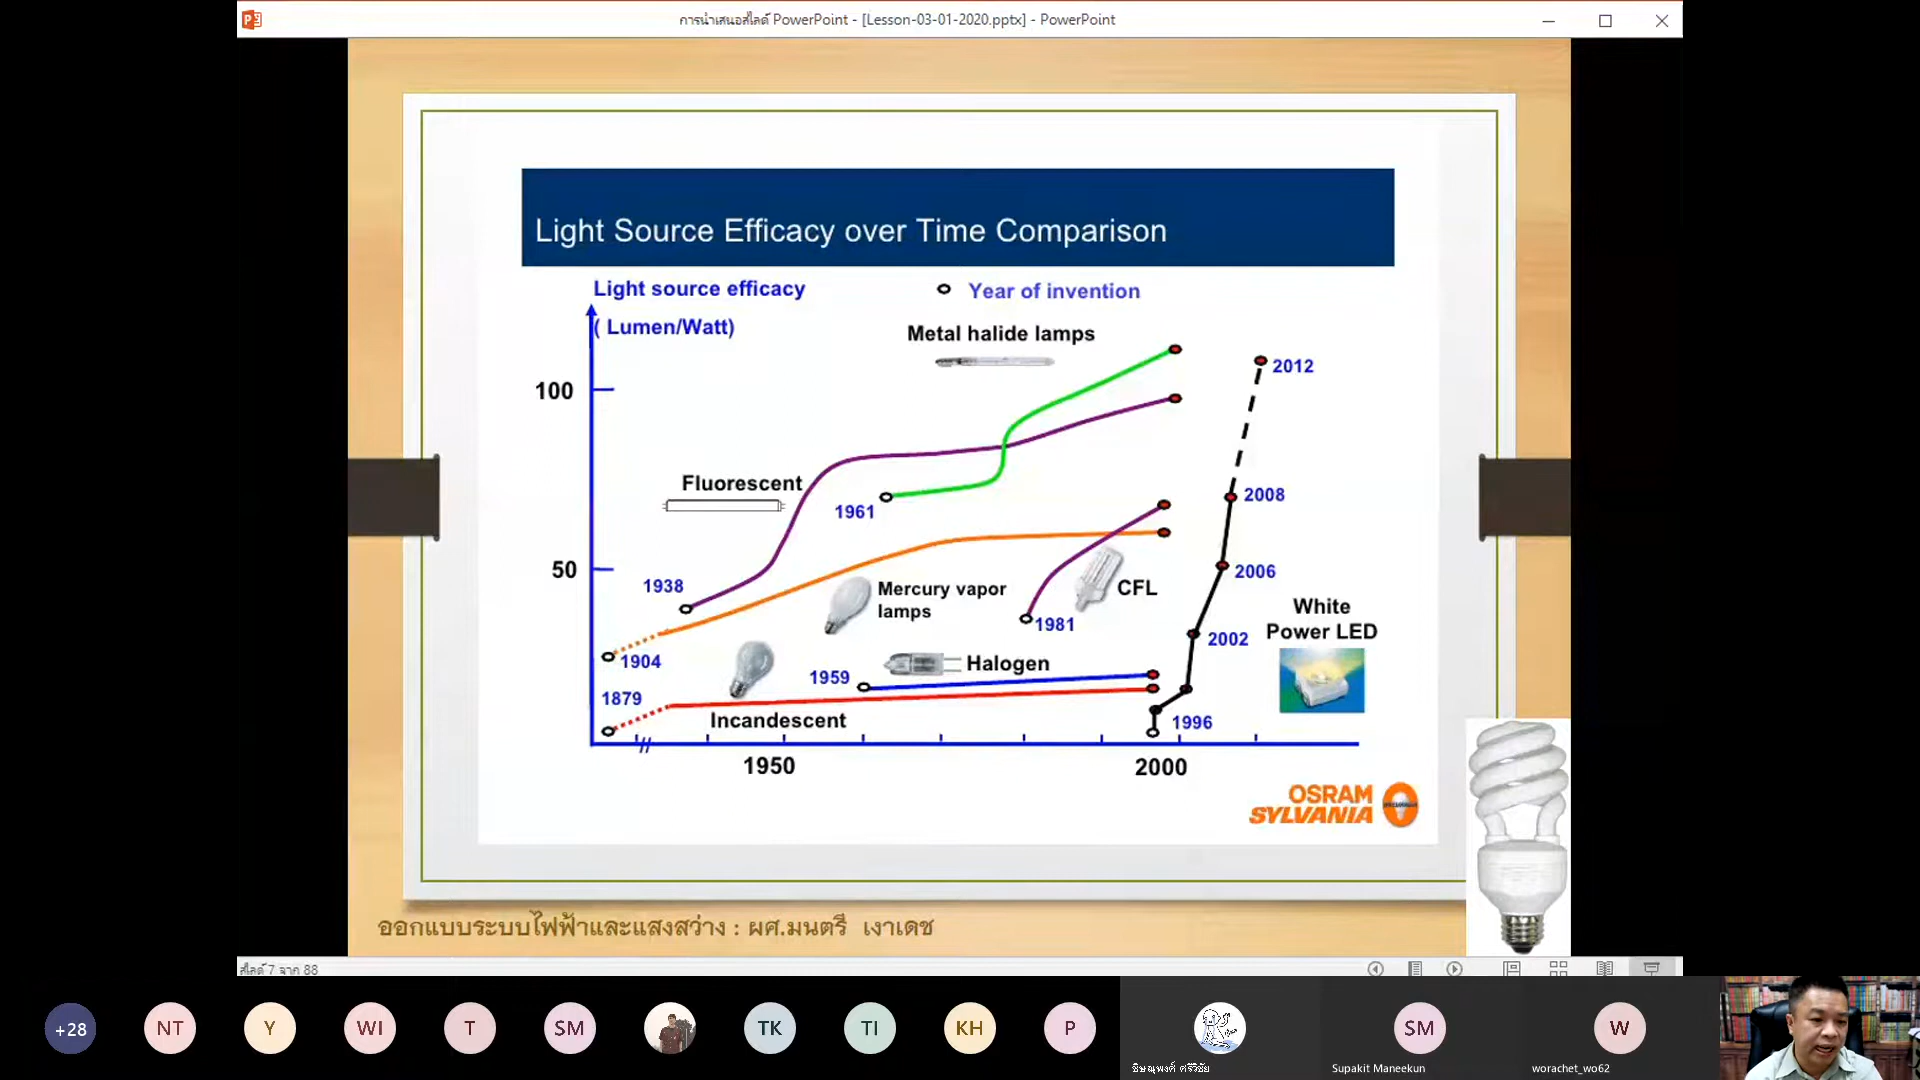 การนำเสนอสไลด์ PowerPoint - [Lesson-03-01-2020.pptx] - PowerPoint
Light Source Efficacy over Time Comparison
Light source efficacy
( Lumen/Watt)
Year of invention
Metal halide lamps
2012
100
Fluorescent
2008
1961
50
2006
1938
Mercury vapor
lamps
CFL
White
Power LED
1981
2002
1904
1959
Halogen
1879
Incandescent
1996
1950
2000
OSRAM
SYLVANIA
ออกแบบระบบไฟฟ้าและแสงสว่าง : ผศ.มนตรี เงาเดช
สไลด์ 7 จาก 88
+28
NT
Y
WI
T
SM
TK
TI
KH
P
SM
W
Supakit Maneekun
worachet_wo62